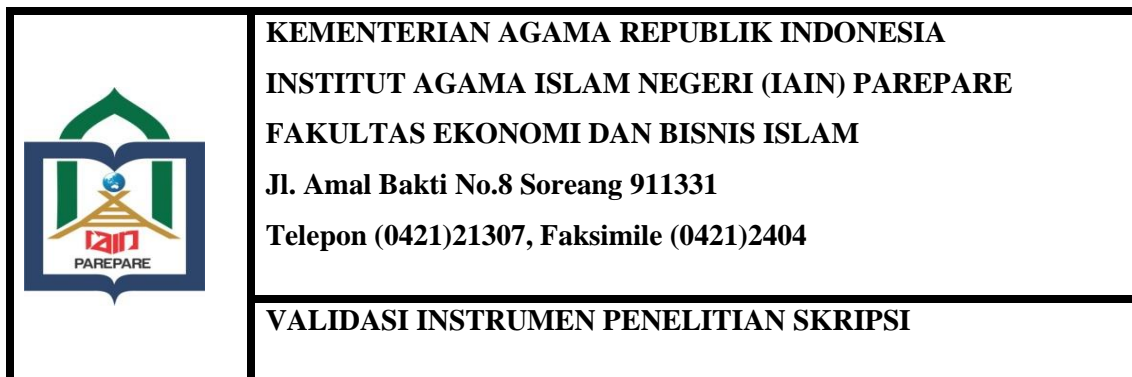 KEMENTERIAN AGAMA REPUBLIK INDONESIA
INSTITUT AGAMA ISLAM NEGERI (IAIN) PAREPARE
FAKULTAS EKONOMI DAN BISNIS ISLAM
Jl. Amal Bakti No.8 Soreang 911331
Telepon (0421)21307, Faksimile (0421)2404
iain
PAREPARE
VALIDASI INSTRUMEN PENELITIAN SKRIPSI